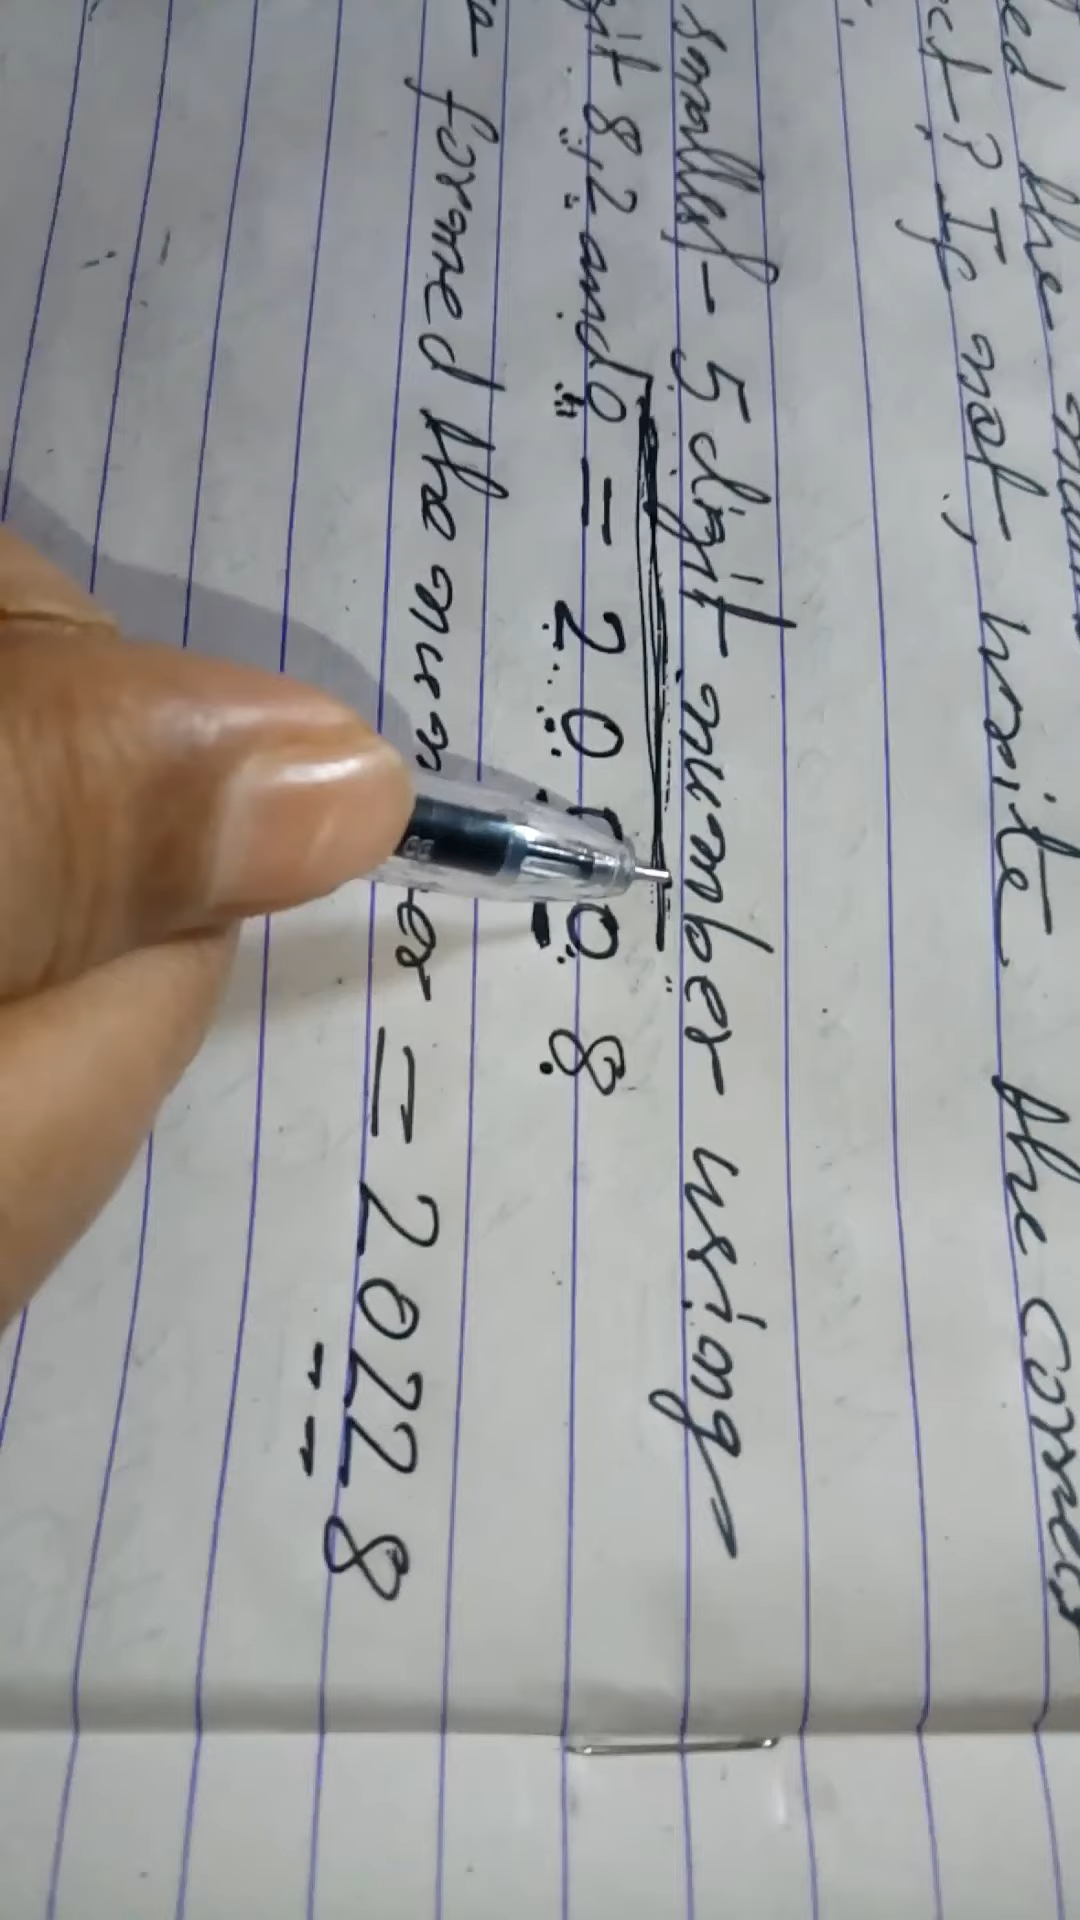 ed the
ect? If not, write the correct
smallest 5 digit number using
git 8,2 and 0 = 2 0 0 8
formed the number = 20228